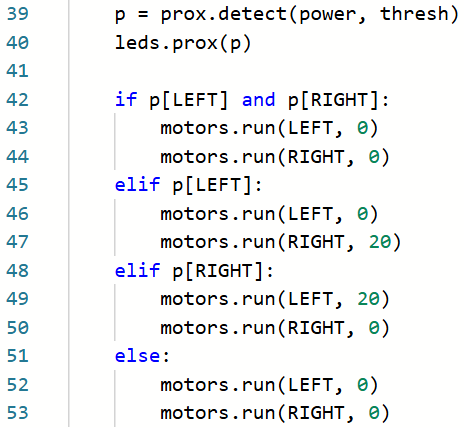 39 p = prox.detect(power, thresh)
40 leds.prox(p)
41
42 if p[LEFT] and p[RIGHT]:
43 motors.run(LEFT, 0)
44 motors.run(RIGHT, 0)
45 elif p[LEFT]:
46 motors.run(LEFT, 0)
47 motors.run(RIGHT, 20)
48 elif p[RIGHT]:
49 motors.run(LEFT, 20)
50 motors.run(RIGHT, 0)
51 else:
52 motors.run(LEFT, 0)
53 motors.run(RIGHT, 0)